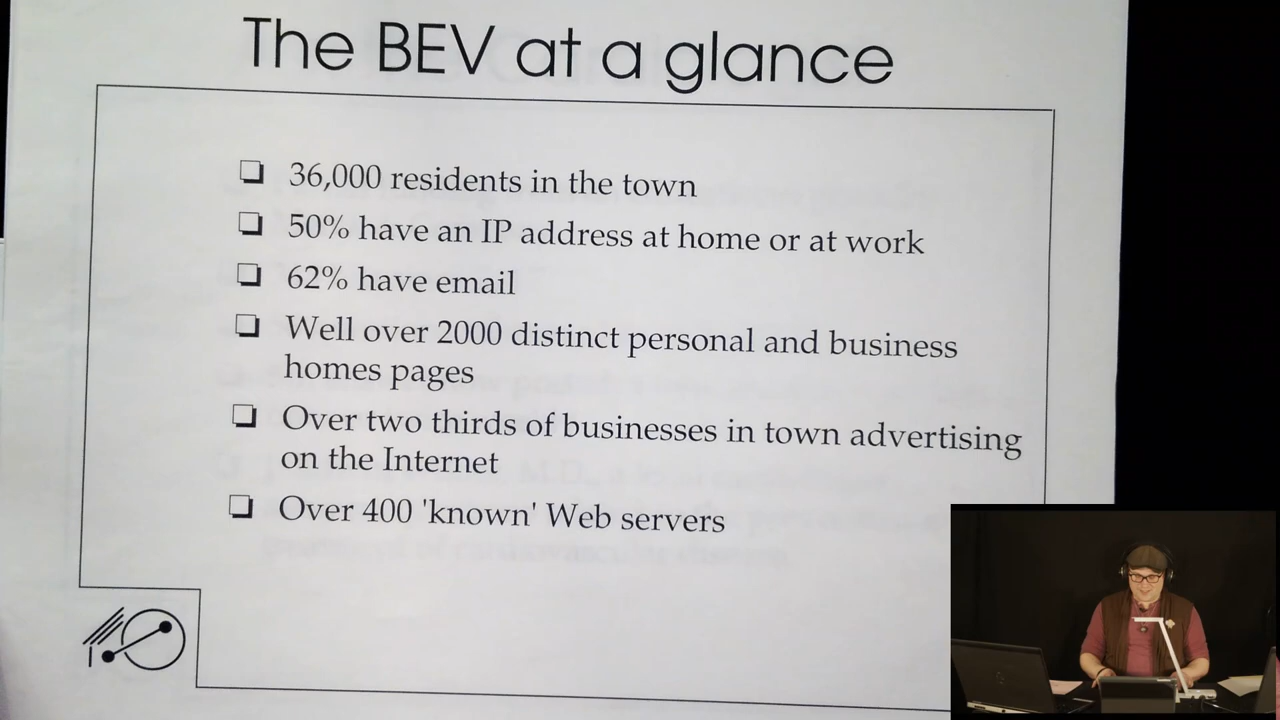 The BEV at a glance
36,000 residents in the town
50% have an IP address at home or at work
62% have email
Well over 2000 distinct personal and business
homes pages
Over two thirds of businesses in town advertising
on the Internet
Over 400 'known' Web servers